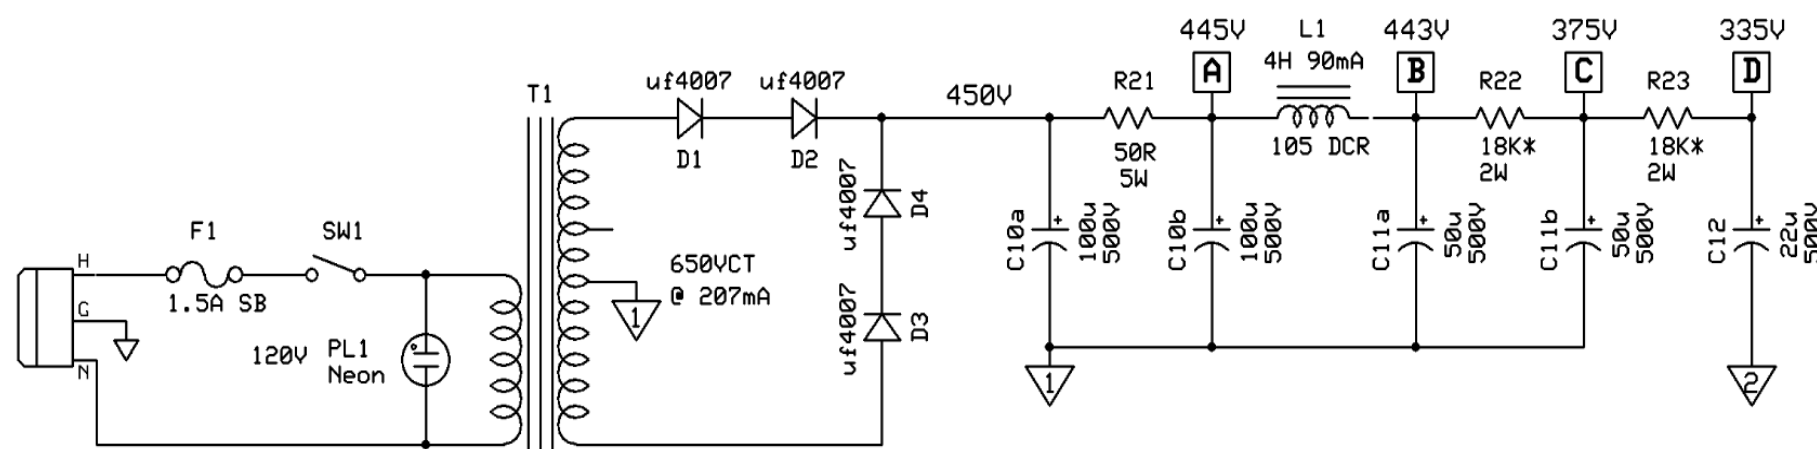 445V
L1
443V
375V
335V
A
4H 90mA
B
C
D
uf4007
uf4007
T1
450V
R21
R22
R23
D1
D2
50R
5W
105 DCR
18K*
2W
18K*
2W
uf4007
D4
C10a
100u
500V
C10b
100u
500V
C11a
50u
500V
C11b
50u
500V
C12
22u
500V
F1
SW1
H
650VCT
@ 207mA
1.5A SB
G
1
uf4007
D3
120V
PL1
Neon
N
1
2